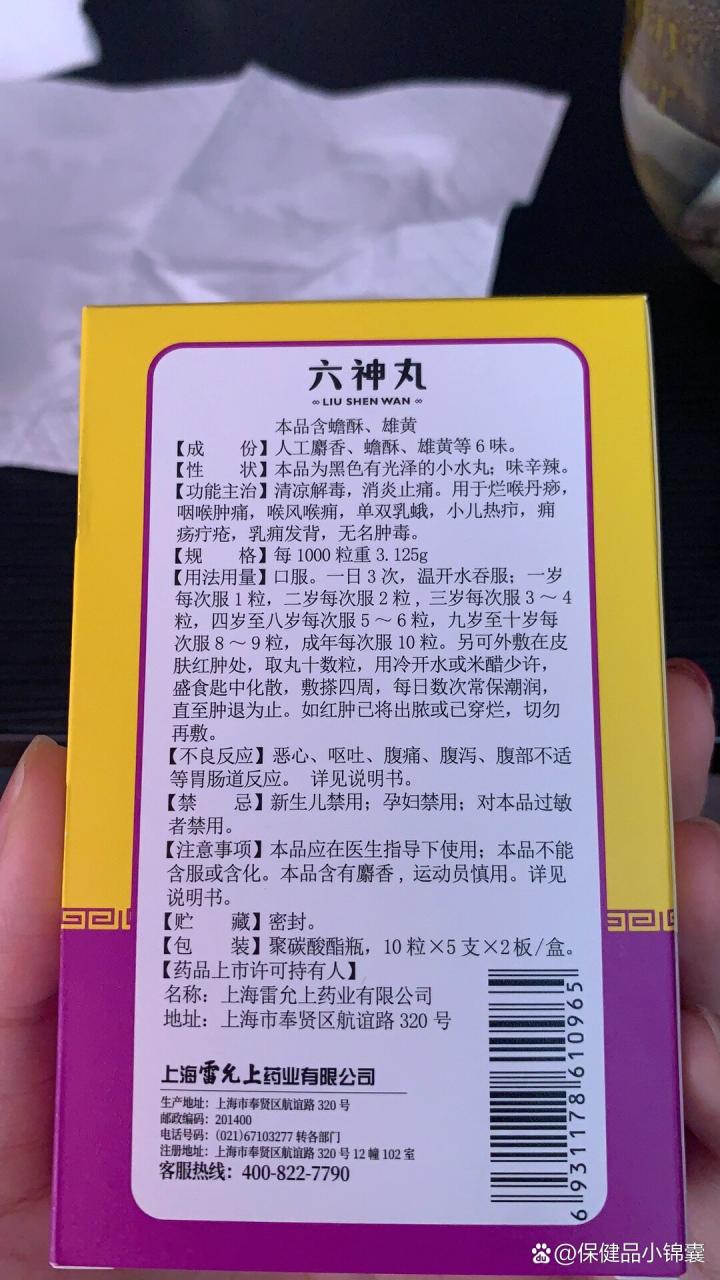 六神丸
LIU SHEN WAN
本品含蟾酥、雄黄
【成 份】人工麝香、蟾酥、雄黄等6味。
【性 状】本品为黑色有光泽的小水丸；味辛辣。
【功能主治】清凉解毒，消炎止痛。用于烂喉丹痧，
咽喉肿痛，喉风喉痈，单双乳蛾，小儿热疖，痈
疡疔疮，乳痈发背，无名肿毒。
【规 格】每1000粒重3.125g
【用法用量】口服。一日3次，温开水吞服；一岁
每次服1粒，二岁每次服2粒，三岁每次服3～4
粒，四岁至八岁每次服5～6粒，九岁至十岁每
次服8～9粒，成年每次服10粒。另可外敷在皮
肤红肿处，取丸十数粒，用冷开水或米醋少许，
盛食匙中化散，敷搽四周，每日数次常保潮润，
直至肿退为止。如红肿已将出脓或已穿烂，切勿
再敷。
【不良反应】恶心、呕吐、腹痛、腹泻、腹部不适
等胃肠道反应。 详见说明书。
【禁 忌】新生儿禁用；孕妇禁用；对本品过敏
者禁用。
【注意事项】本品应在医生指导下使用；本品不能
含服或含化。本品含有麝香，运动员慎用。详见
说明书。
【贮 藏】密封。
【包 装】聚碳酸酯瓶，10粒×5支×2板/盒。
【药品上市许可持有人】
名称：上海雷允上药业有限公司
地址：上海市奉贤区航谊路320号
上海雷允上药业有限公司
生产地址：上海市奉贤区航谊路320号
邮政编码：201400
电话号码：(021)67103277转各部门
注册地址：上海市奉贤区航谊路320号12幢102室
客服热线：400-822-7790
6 931178 610965
du @保健品小锦囊